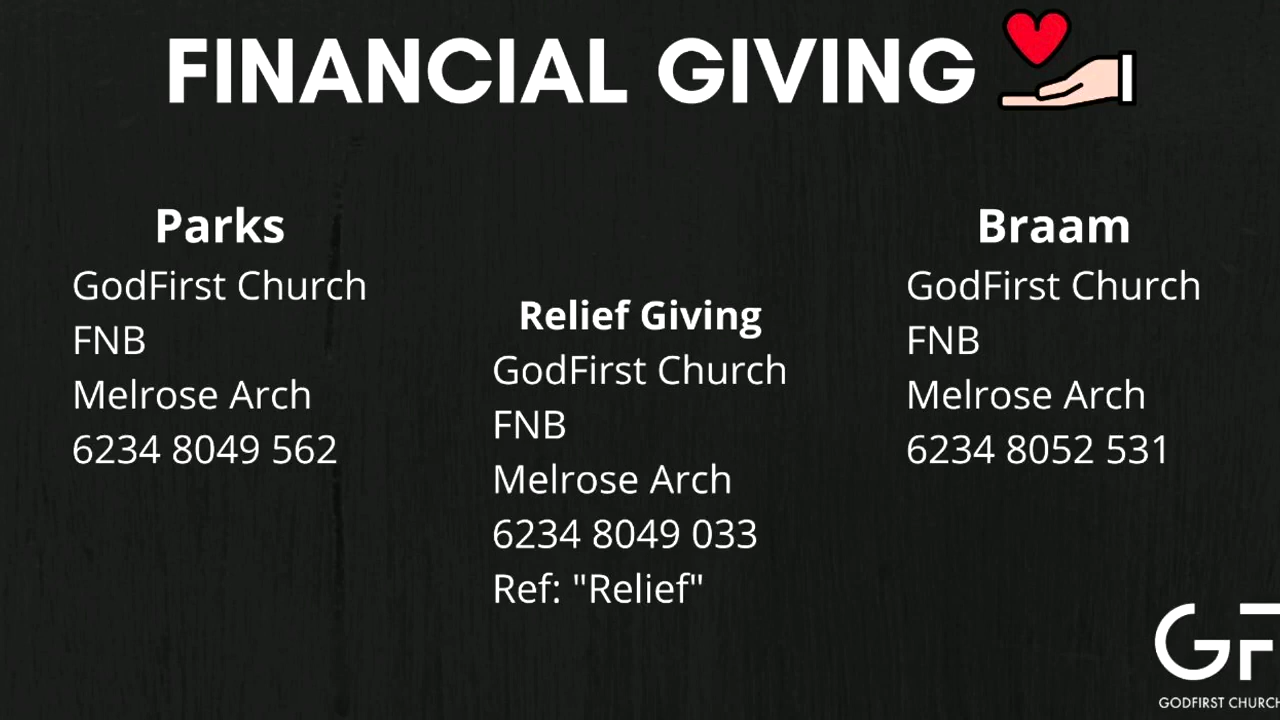 FINANCIAL GIVING
Parks
GodFirst Church
FNB
Melrose Arch
6234 8049 562
Relief Giving
GodFirst Church
FNB
Melrose Arch
6234 8049 033
Ref: "Relief"
Braam
GodFirst Church
FNB
Melrose Arch
6234 8052 531
GF
GODFIRST CHURCH